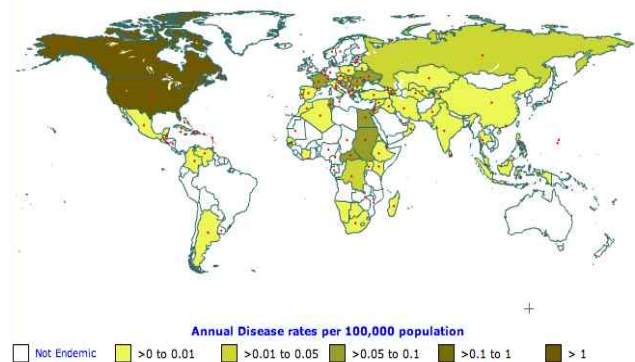 Annual Disease rates per 100,000 population
Not Endemic >0 to 0.01 >0.01 to 0.05 >0.05 to 0.1 >0.1 to 1 > 1